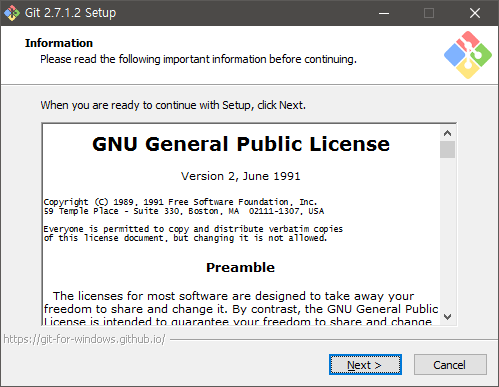 Git 2.7.1.2 Setup
Information
Please read the following important information before continuing.
When you are ready to continue with Setup, click Next.
GNU General Public License
Version 2, June 1991
Copyright (C) 1989, 1991 Free Software Foundation, Inc.
59 Temple Place - Suite 330, Boston, MA  02111-1307, USA
Everyone is permitted to copy and distribute verbatim copies
of this license document, but changing it is not allowed.
Preamble
The licenses for most software are designed to take away your
freedom to share and change it. By contrast, the GNU General Public
License is intended to guarantee your freedom to share and change
https://git-for-windows.github.io/
Next >
Cancel